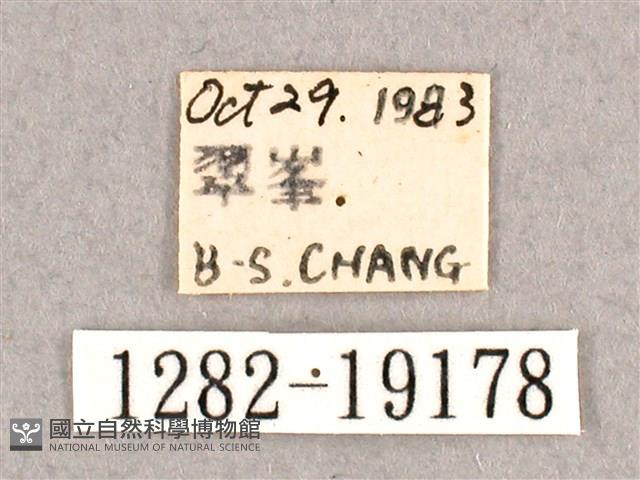 Oct 29. 1983
翠峯.
B-S. CHANG
1282-19178
國立自然科學博物館
NATIONAL MUSEUM OF NATURAL SCIENCE